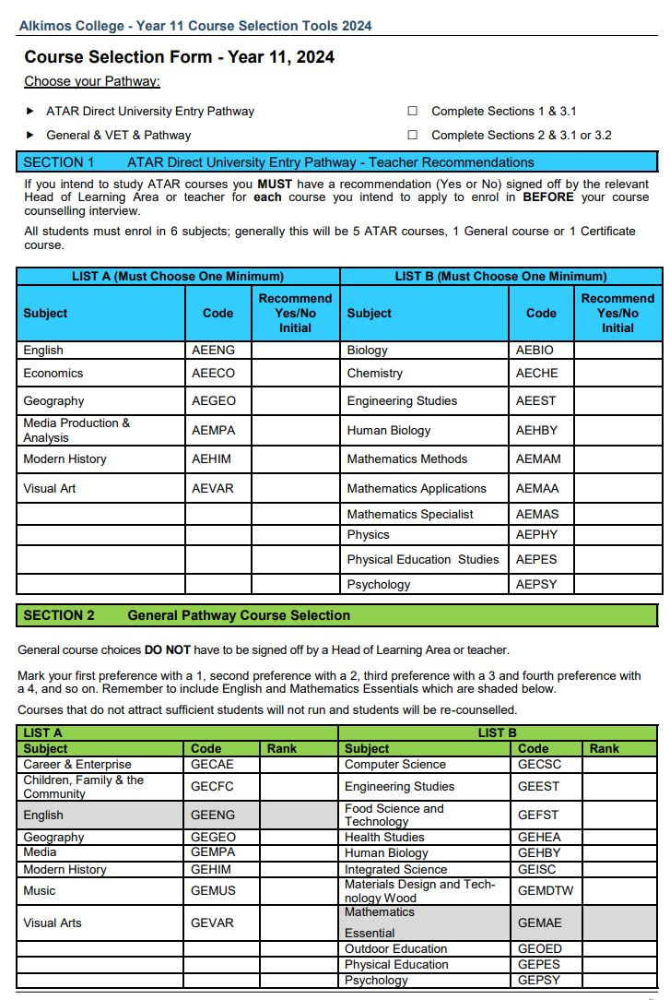 Alkimos College - Year 11 Course Selection Tools 2024
Course Selection Form - Year 11, 2024
Choose your Pathway:
► ATAR Direct University Entry Pathway ☐ Complete Sections 1 & 3.1
► General & VET & Pathway ☐ Complete Sections 2 & 3.1 or 3.2
SECTION 1 ATAR Direct University Entry Pathway - Teacher Recommendations
If you intend to study ATAR courses you MUST have a recommendation (Yes or No) signed off by the relevant
Head of Learning Area or teacher for each course you intend to apply to enrol in BEFORE your course
counselling interview.
All students must enrol in 6 subjects; generally this will be 5 ATAR courses, 1 General course or 1 Certificate
course.
LIST A (Must Choose One Minimum) LIST B (Must Choose One Minimum)
Subject Code Recommend Yes/No Initial Subject Code Recommend Yes/No Initial
English AEENG Biology AEBIO
Economics AEECO Chemistry AECHE
Geography AEGEO Engineering Studies AEEST
Media Production &
Analysis AEMPA Human Biology AEHBY
Modern History AEHIM Mathematics Methods AEMAM
Visual Art AEVAR Mathematics Applications AEMAA
Mathematics Specialist AEMAS
Physics AEPHY
Physical Education Studies AEPES
Psychology AEPSY
SECTION 2 General Pathway Course Selection
General course choices DO NOT have to be signed off by a Head of Learning Area or teacher.
Mark your first preference with a 1, second preference with a 2, third preference with a 3 and fourth preference with
a 4, and so on. Remember to include English and Mathematics Essentials which are shaded below.
Courses that do not attract sufficient students will not run and students will be re-counselled.
LIST A LIST B
Subject Code Rank Subject Code Rank
Career & Enterprise GECAE Computer Science GECSC
Children, Family & the
Community GECFC Engineering Studies GEEST
English GEENG Food Science and
Technology GEFST
Geography GEGEO Health Studies GEHEA
Media GEMPA Human Biology GEHBY
Modern History GEHIM Integrated Science GEISC
Music GEMUS Materials Design and Tech-
nology Wood GEMDTW
Visual Arts GEVAR Mathematics
Essential GEMAE
Outdoor Education GEOED
Physical Education GEPES
Psychology GEPSY